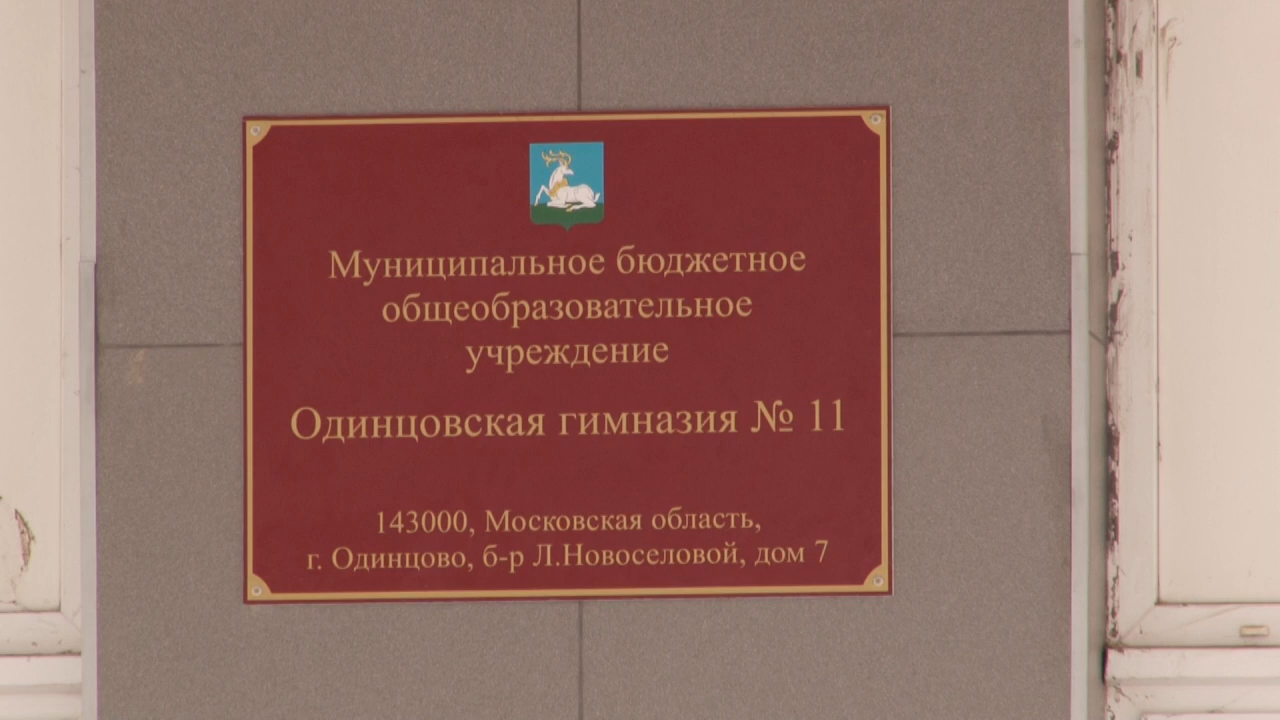 Муниципальное бюджетное
общеобразовательное
учреждение
Одинцовская гимназия № 11
143000, Московская область,
г. Одинцово, б-р Л.Новоселовой, дом 7